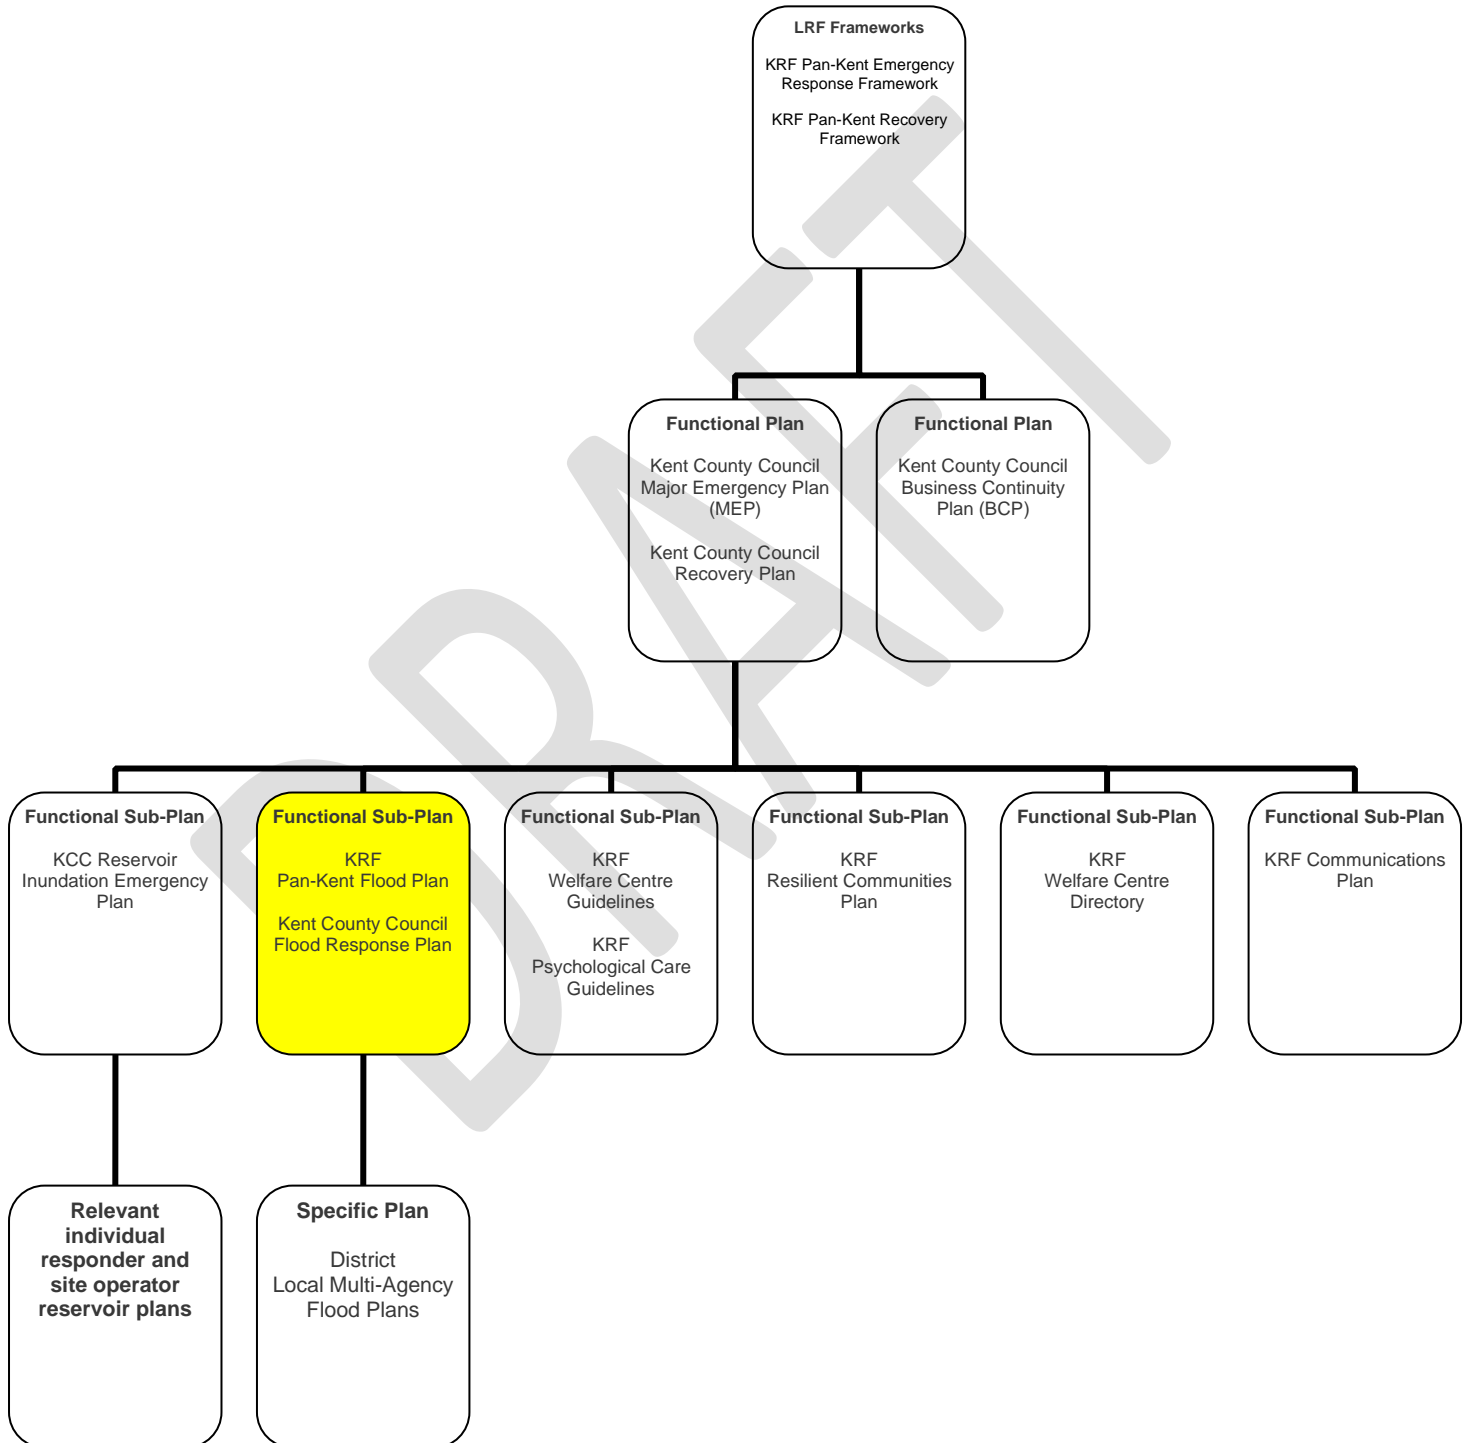 LRF Frameworks
KRF Pan-Kent Emergency
Response Framework
KRF Pan-Kent Recovery
Framework
Functional Plan
Kent County Council
Major Emergency Plan
(MEP)
Kent County Council
Recovery Plan
Functional Plan
Kent County Council
Business Continuity
Plan (BCP)
Functional Sub-Plan
KCC Reservoir
Inundation Emergency
Plan
Functional Sub-Plan
KRF
Pan-Kent Flood Plan
Kent County Council
Flood Response Plan
Functional Sub-Plan
KRF
Welfare Centre
Guidelines
KRF
Psychological Care
Guidelines
Functional Sub-Plan
KRF
Resilient Communities
Plan
Functional Sub-Plan
KRF
Welfare Centre
Directory
Functional Sub-Plan
KRF Communications
Plan
Relevant
individual
responder and
site operator
reservoir plans
Specific Plan
District
Local Multi-Agency
Flood Plans
DRAFT